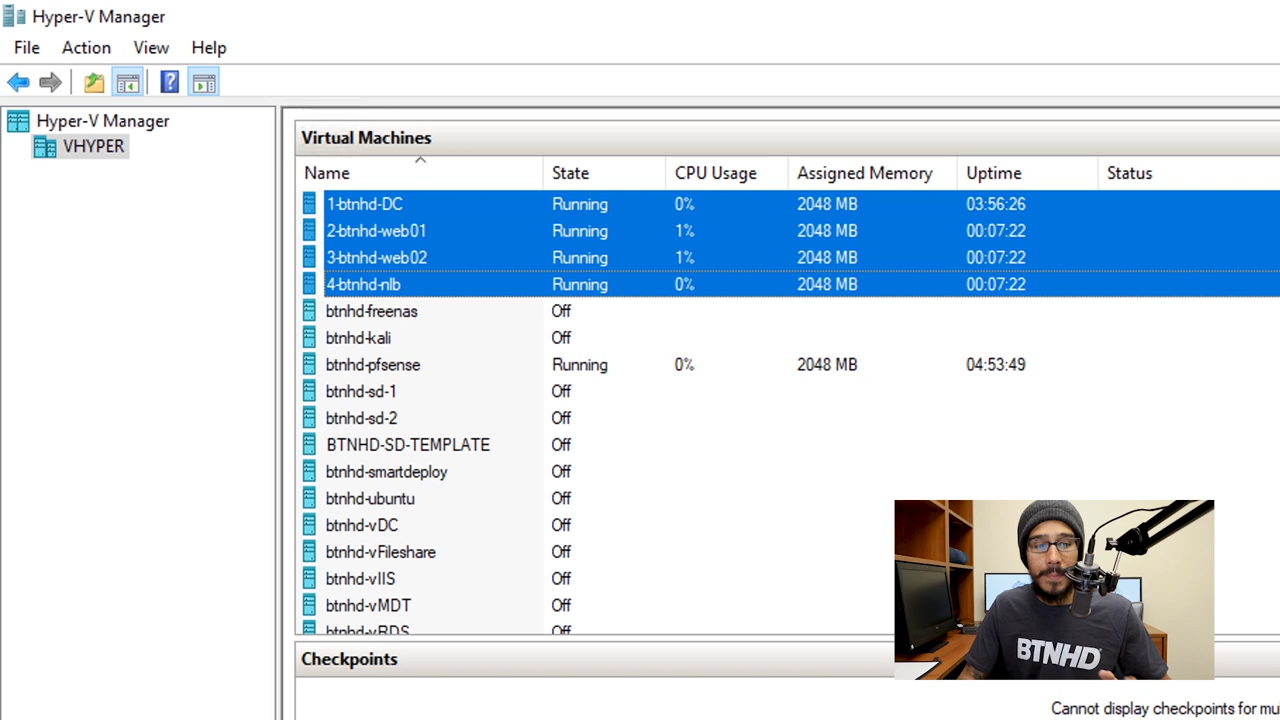 Hyper-V Manager
File Action View Help
Hyper-V Manager
VHYPER
Virtual Machines
Name State CPU Usage Assigned Memory Uptime Status
1-btnhd-DC Running 0% 2048 MB 03:56:26
2-btnhd-web01 Running 1% 2048 MB 00:07:22
3-btnhd-web02 Running 1% 2048 MB 00:07:22
4-btnhd-nlb Running 0% 2048 MB 00:07:22
btnhd-freenas Off
btnhd-kali Off
btnhd-pfsense Running 0% 2048 MB 04:53:49
btnhd-sd-1 Off
btnhd-sd-2 Off
BTNHD-SD-TEMPLATE Off
btnhd-smartdeploy Off
btnhd-ubuntu Off
btnhd-vDC Off
btnhd-vFileshare Off
btnhd-vIIS Off
btnhd-vMDT Off
btnhd-vRDS Off
BTNHD
Checkpoints
Cannot display checkpoints for mu